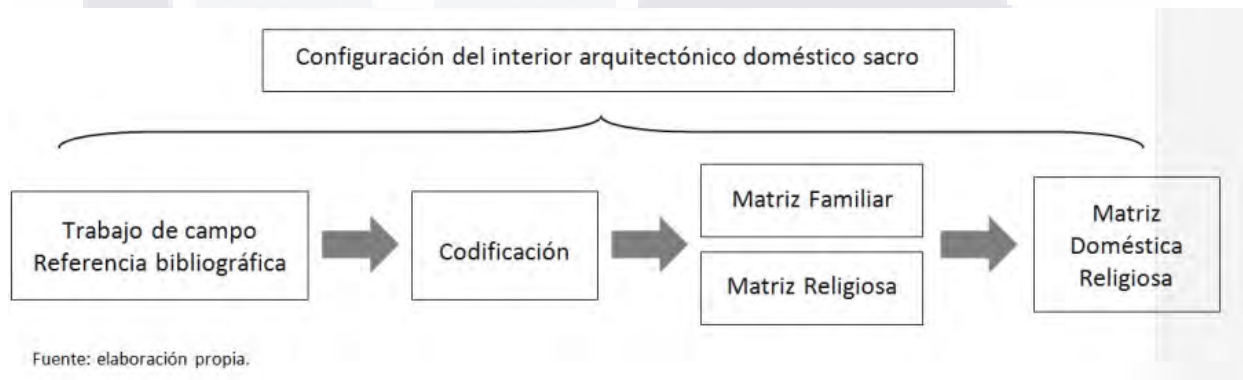 Configuración del interior arquitectónico doméstico sacro
Trabajo de campo
Referencia bibliográfica
Codificación
Matriz Familiar
Matriz Religiosa
Matriz
Doméstica
Religiosa
Fuente: elaboración propia.